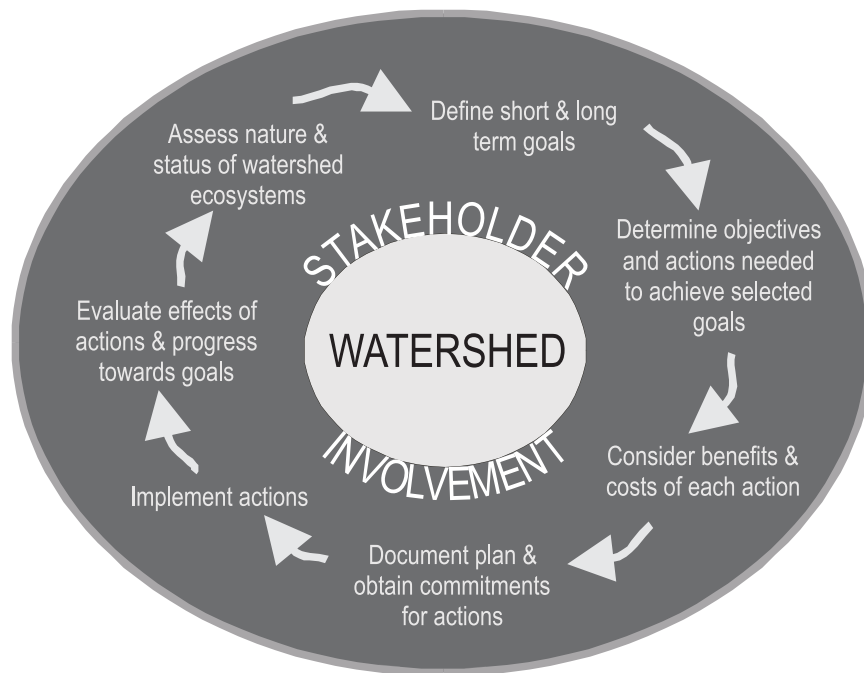 Define short & long
term goals
Assess nature &
status of watershed
ecosystems
STAKEHOLDER
Determine objectives
and actions needed
to achieve selected
goals
Evaluate effects of
actions & progress
towards goals
WATERSHED
INVOLVEMENT
Consider benefits &
costs of each action
Implement actions
Document plan &
obtain commitments
for actions